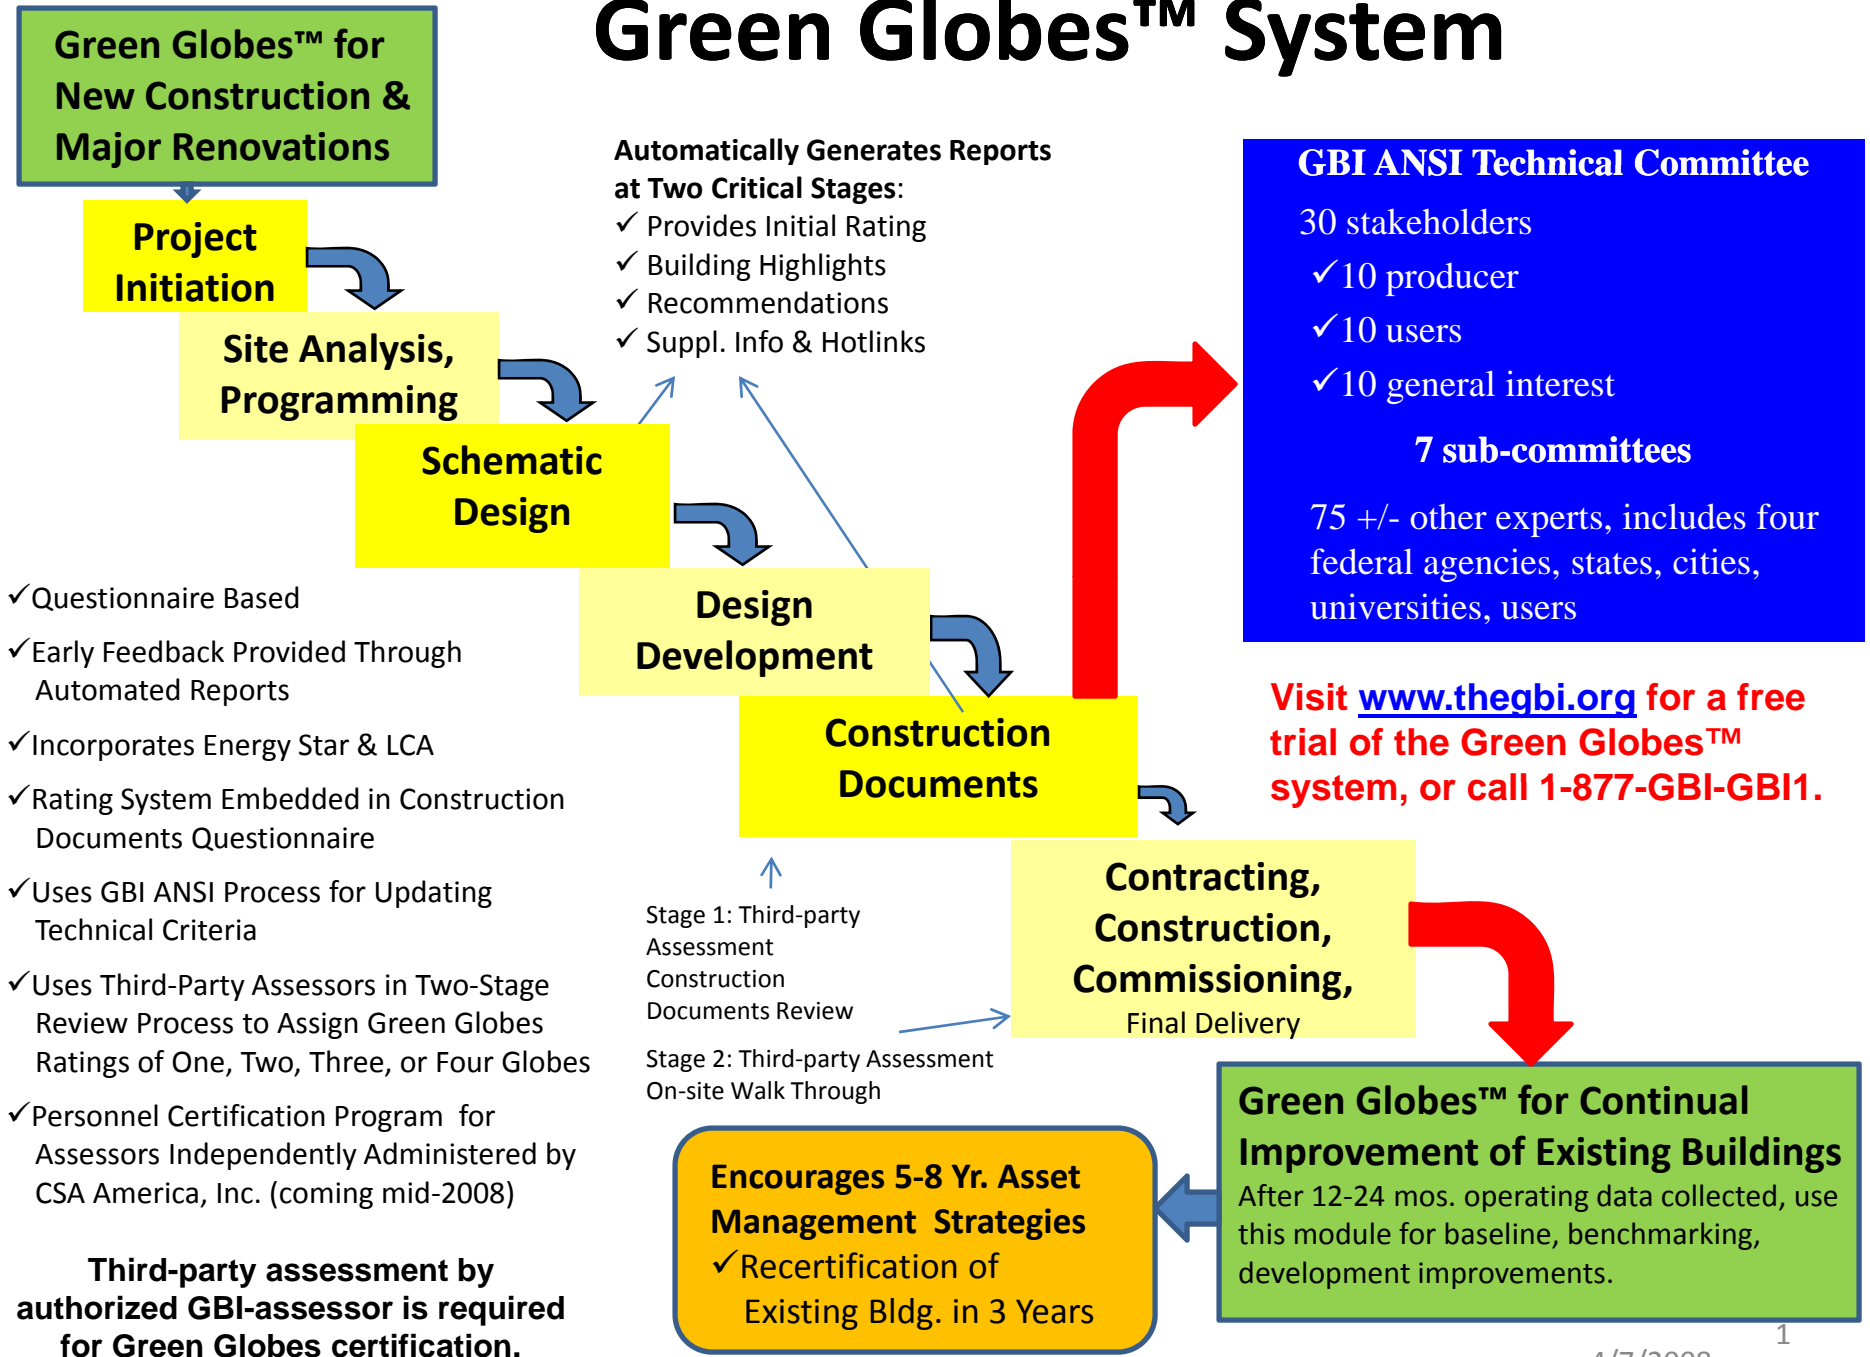 Green Globes™ System
Green Globes™ for
New Construction &
Major Renovations
Project
Initiation
Site Analysis,
Programming
Schematic
Design
Design
Development
Construction
Documents
Contracting,
Construction,
Commissioning,
Final Delivery
Automatically Generates Reports
at Two Critical Stages:
✓ Provides Initial Rating
✓ Building Highlights
✓ Recommendations
✓ Suppl. Info & Hotlinks
GBI ANSI Technical Committee
30 stakeholders
✓10 producer
✓10 users
✓10 general interest
7 sub-committees
75 +/- other experts, includes four
federal agencies, states, cities,
universities, users
Visit www.thegbi.org for a free
trial of the Green Globes™
system, or call 1-877-GBI-GBI1.
✓Questionnaire Based
✓Early Feedback Provided Through
Automated Reports
✓Incorporates Energy Star & LCA
✓Rating System Embedded in Construction
Documents Questionnaire
✓Uses GBI ANSI Process for Updating
Technical Criteria
✓Uses Third-Party Assessors in Two-Stage
Review Process to Assign Green Globes
Ratings of One, Two, Three, or Four Globes
✓Personnel Certification Program for
Assessors Independently Administered by
CSA America, Inc. (coming mid-2008)
Third-party assessment by
authorized GBI-assessor is required
for Green Globes certification.
Stage 1: Third-party
Assessment
Construction
Documents Review
Stage 2: Third-party Assessment
On-site Walk Through
Green Globes™ for Continual
Improvement of Existing Buildings
After 12-24 mos. operating data collected, use
this module for baseline, benchmarking,
development improvements.
Encourages 5-8 Yr. Asset
Management Strategies
✓Recertification of
Existing Bldg. in 3 Years
1
4/7/2008